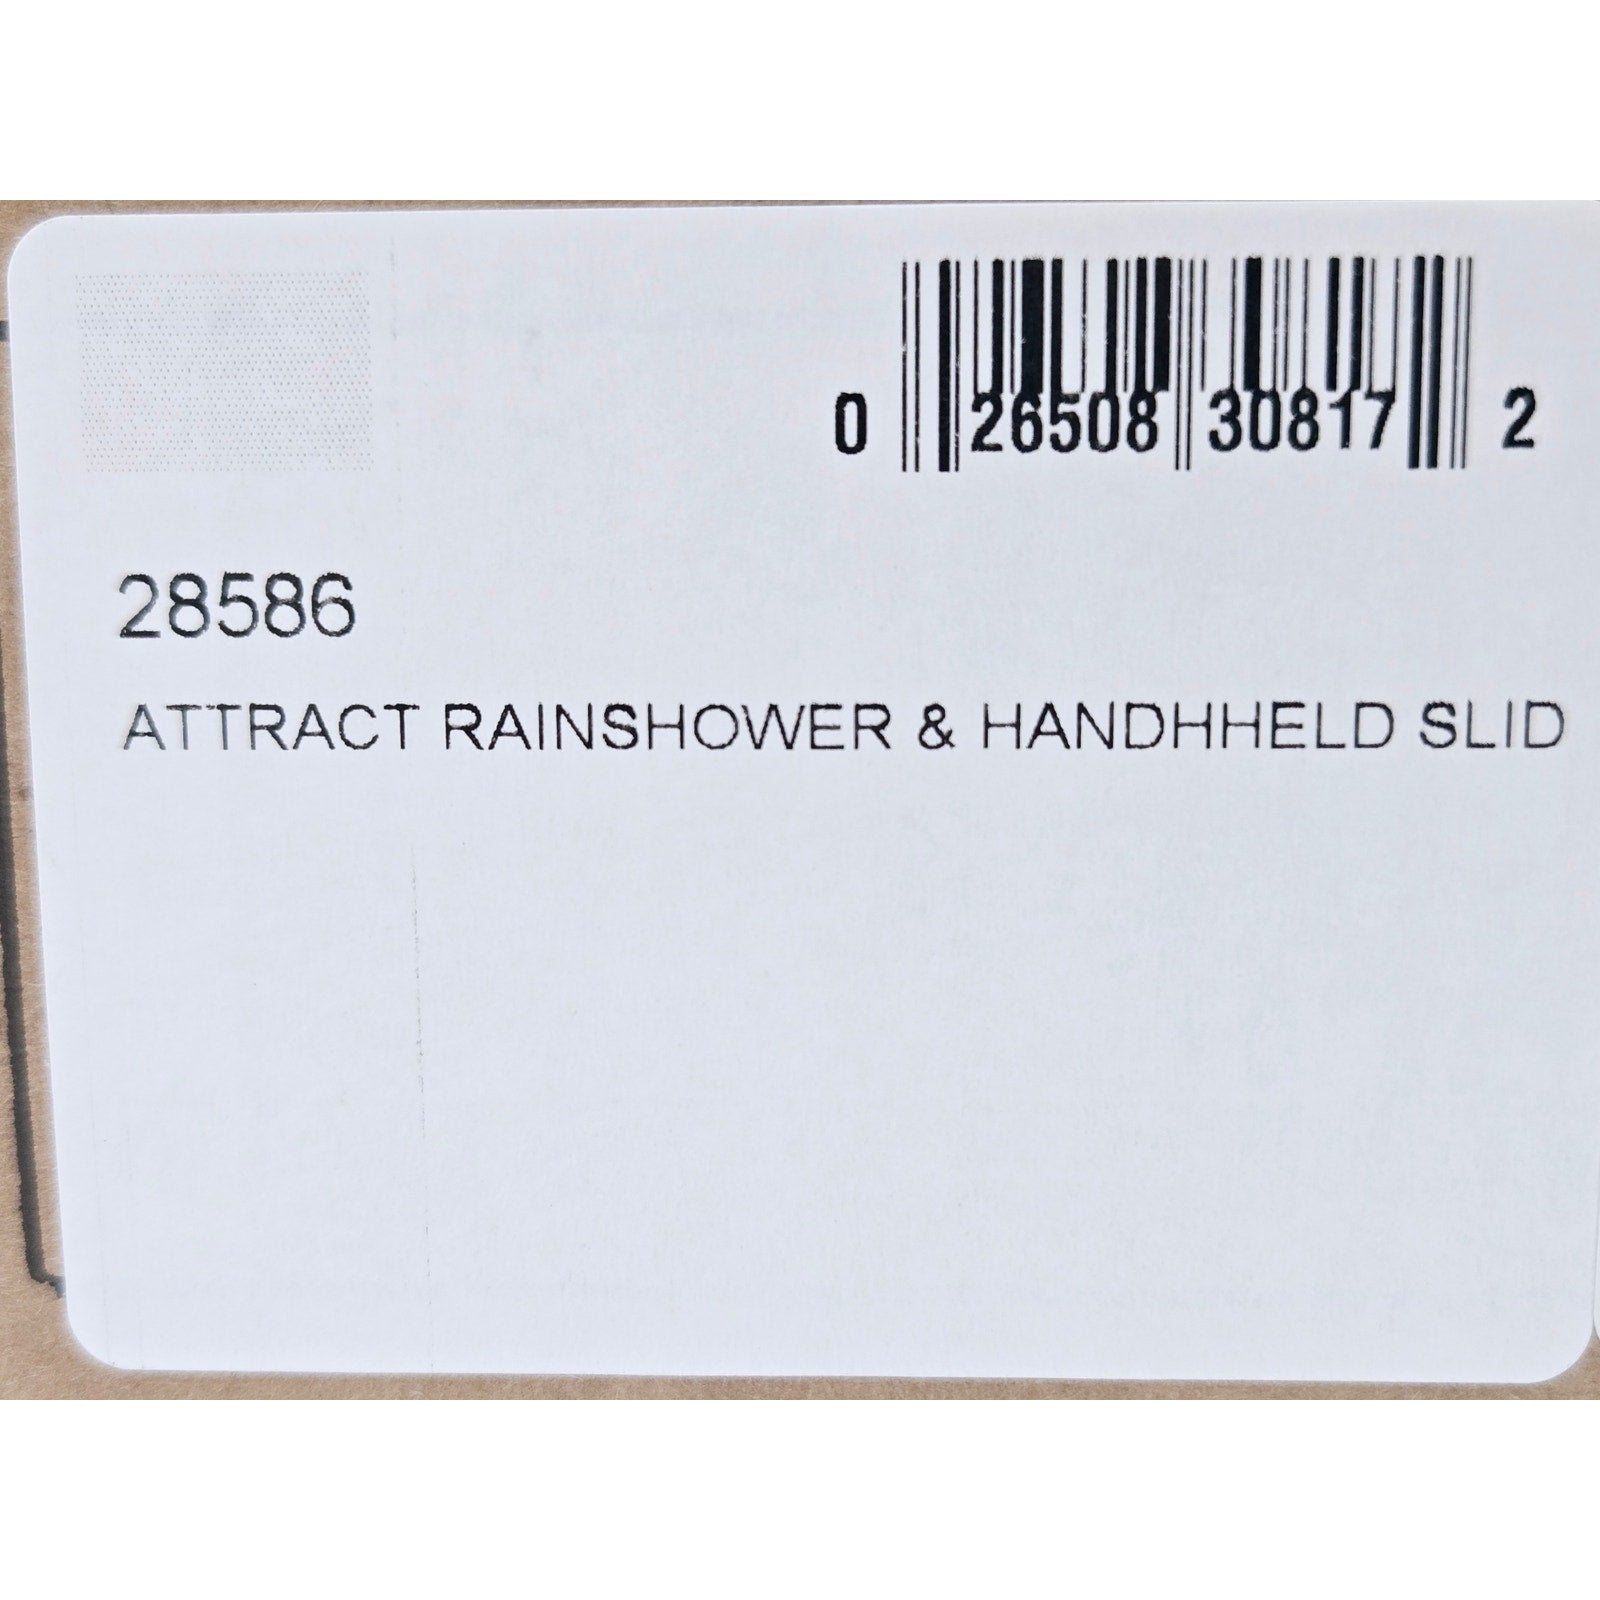 0 26508 30817 2
28586
ATTRACT RAINSHOWER & HANDHHELD SLID